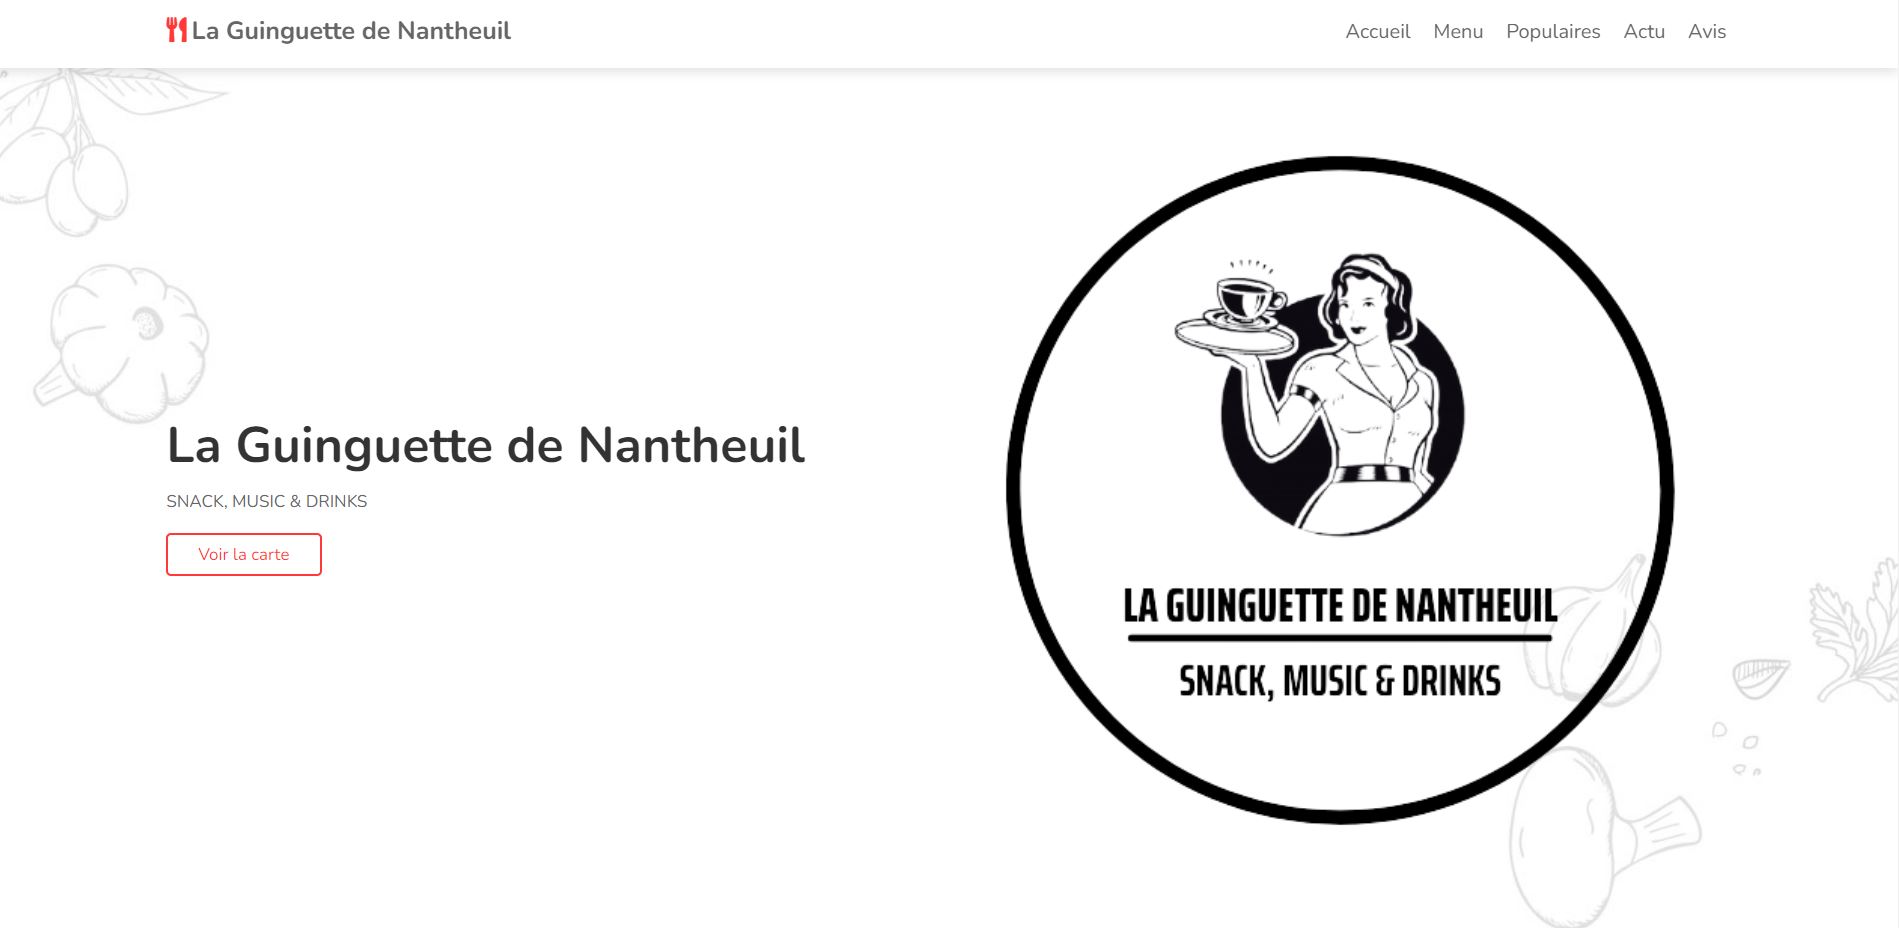 La Guinguette de Nantheuil
Accueil Menu Populaires Actu Avis
La Guinguette de Nantheuil
SNACK, MUSIC & DRINKS
Voir la carte
LA GUINGUETTE DE NANTHEUIL
SNACK, MUSIC & DRINKS